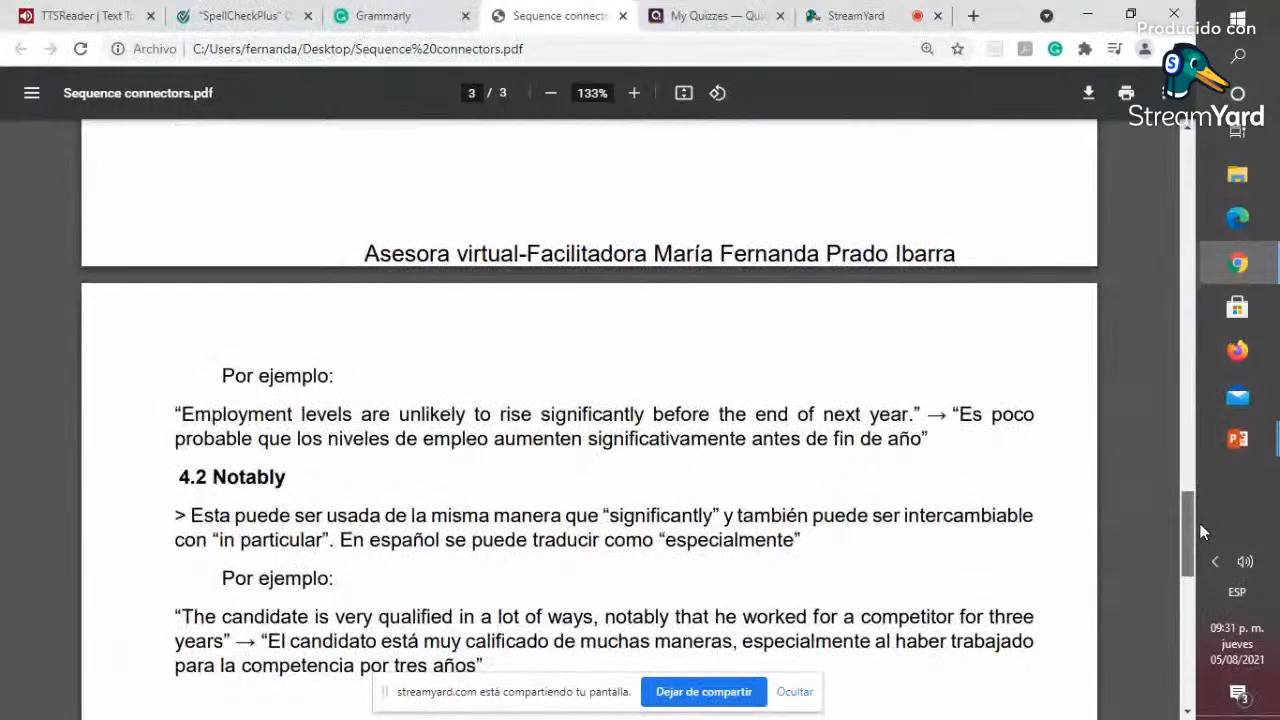 TTSReader | Text To
"SpellCheckPlus"
Grammarly
Sequence connect
My Quizzes — Qui
StreamYard
Producido con
StreamYard
Archivo
C:/Users/fernanda/Desktop/Sequence%20connectors.pdf
Sequence connectors.pdf
3 / 3
133%
Asesora virtual-Facilitadora María Fernanda Prado Ibarra
Por ejemplo:
“Employment levels are unlikely to rise significantly before the end of next year.” → “Es poco
probable que los niveles de empleo aumenten significativamente antes de fin de año”
4.2 Notably
> Esta puede ser usada de la misma manera que “significantly” y también puede ser intercambiable
con “in particular”. En español se puede traducir como “especialmente”
Por ejemplo:
“The candidate is very qualified in a lot of ways, notably that he worked for a competitor for three
years” → “El candidato está muy calificado de muchas maneras, especialmente al haber trabajado
para la competencia por tres años”
streamyard.com está compartiendo tu pantalla.
Dejar de compartir
Ocultar
ESP
09:31 p. m.
jueves
05/08/2021
3